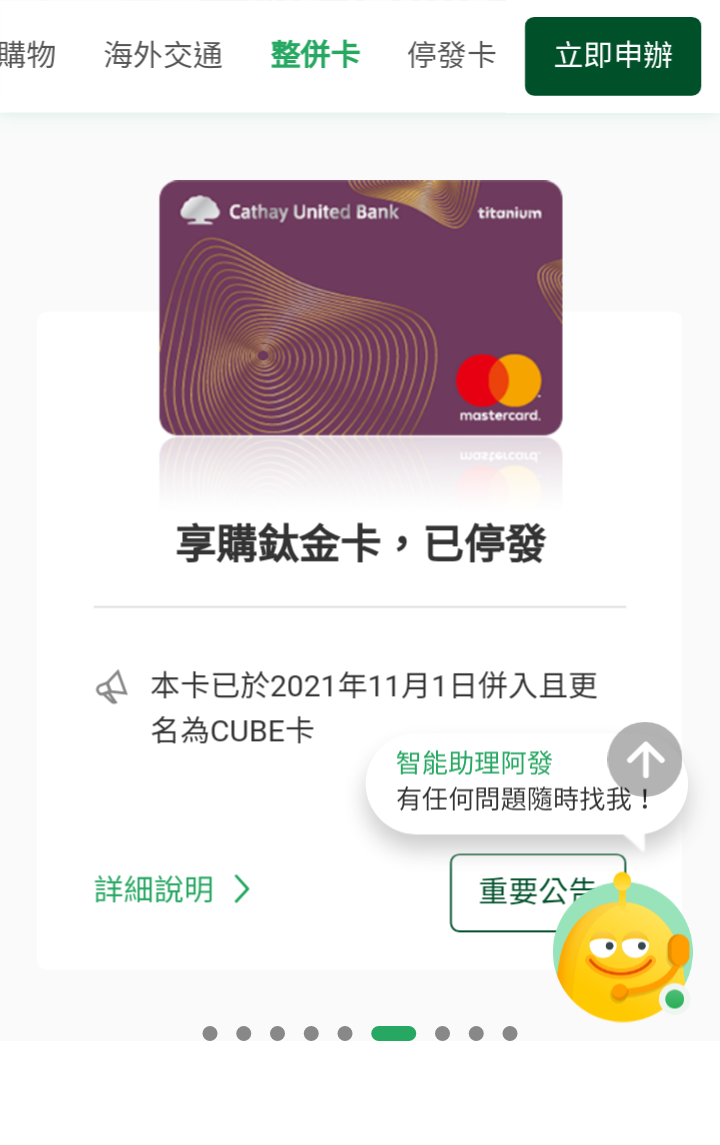 購物
海外交通
整併卡
停發卡
立即申辦
Cathay United Bank
titanium
mastercard.
享購鈦金卡，已停發
本卡已於2021年11月1日併入且更
名為CUBE卡
智能助理阿發
有任何問題隨時找我！
詳細說明
重要公告